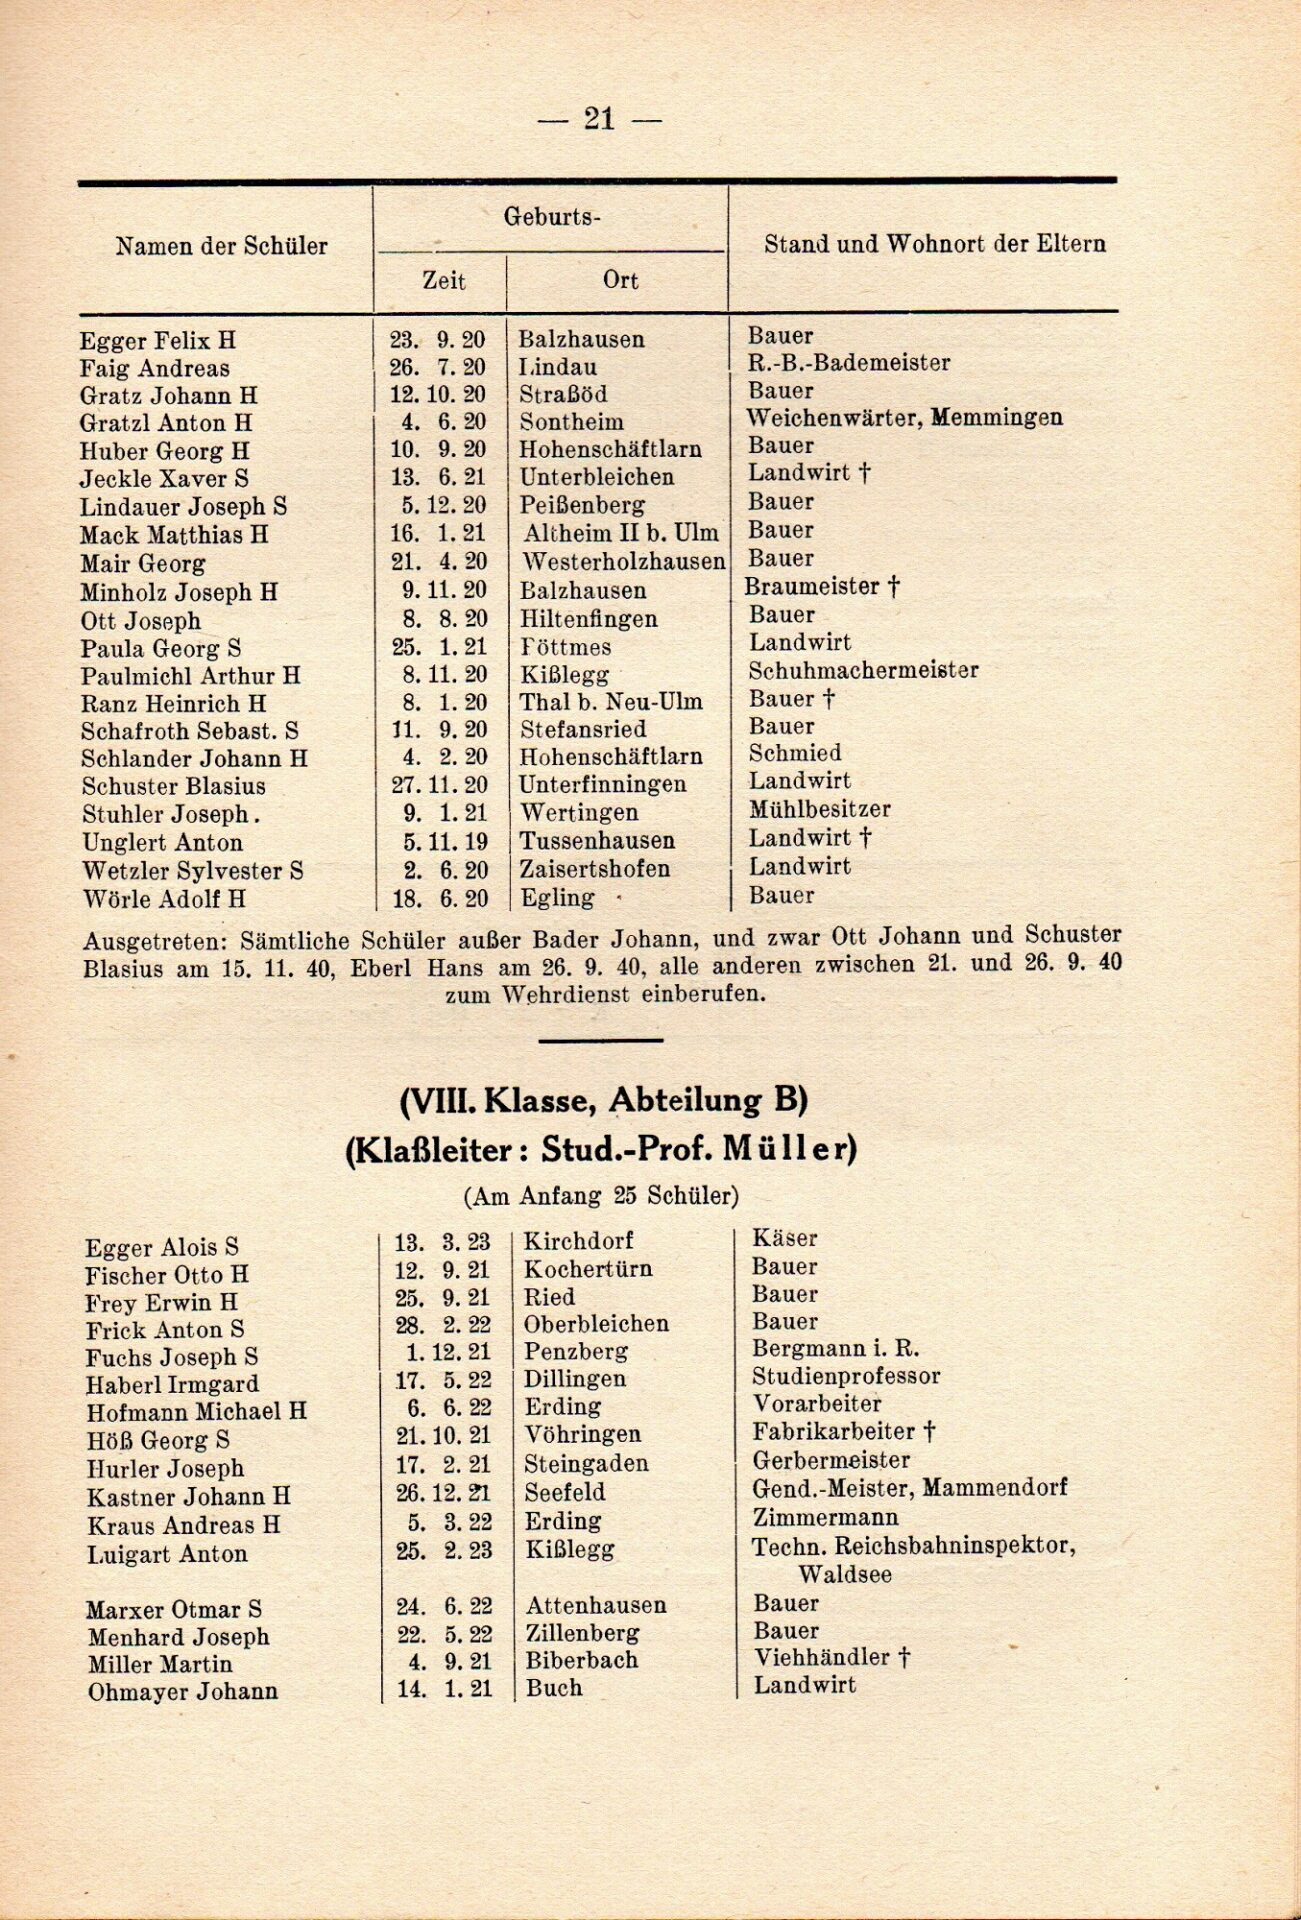 — 21 —
Namen der Schüler Geburts- Stand und Wohnort der Eltern
Zeit Ort
Egger Felix H 23. 9. 20 Balzhausen Bauer
Faig Andreas 26. 7. 20 Lindau R.-B.-Bademeister
Gratz Johann H 12. 10. 20 Straßöd Bauer
Gratzl Anton H 4. 6. 20 Sontheim Weichenwärter, Memmingen
Huber Georg H 10. 9. 20 Hohenschäftlarn Bauer
Jeckle Xaver S 13. 6. 21 Unterbleichen Landwirt †
Lindauer Joseph S 5. 12. 20 Peißenberg Bauer
Mack Matthias H 16. 1. 21 Altheim II b. Ulm Bauer
Mair Georg 21. 4. 20 Westerholzhausen Bauer
Minholz Joseph H 9. 11. 20 Balzhausen Braumeister †
Ott Joseph 8. 8. 20 Hiltenfingen Bauer
Paula Georg S 25. 1. 21 Föttmes Landwirt
Paulmichl Arthur H 8. 11. 20 Kißlegg Schuhmachermeister
Ranz Heinrich H 8. 1. 20 Thal b. Neu-Ulm Bauer †
Schafroth Sebast. S 11. 9. 20 Stefansried Bauer
Schlander Johann H 4. 2. 20 Hohenschäftlarn Schmied
Schuster Blasius 27. 11. 20 Unterfinningen Landwirt
Stuhler Joseph. 9. 1. 21 Wertingen Mühlbesitzer
Unglert Anton 5. 11. 19 Tussenhausen Landwirt †
Wetzler Sylvester S 2. 6. 20 Zaisertshofen Landwirt
Wörle Adolf H 18. 6. 20 Egling Bauer
Ausgetreten: Sämtliche Schüler außer Bader Johann, und zwar Ott Johann und Schuster
Blasius am 15. 11. 40, Eberl Hans am 26. 9. 40, alle anderen zwischen 21. und 26. 9. 40
zum Wehrdienst einberufen.
(VIII. Klasse, Abteilung B)
(Klaßleiter: Stud.-Prof. Müller)
(Am Anfang 25 Schüler)
Egger Alois S 13. 3. 23 Kirchdorf Käser
Fischer Otto H 12. 9. 21 Kochertürn Bauer
Frey Erwin H 25. 9. 21 Ried Bauer
Frick Anton S 28. 2. 22 Oberbleichen Bauer
Fuchs Joseph S 1. 12. 21 Penzberg Bergmann i. R.
Haberl Irmgard 17. 5. 22 Dillingen Studienprofessor
Hofmann Michael H 6. 6. 22 Erding Vorarbeiter
Höß Georg S 21. 10. 21 Vöhringen Fabrikarbeiter †
Hurler Joseph 17. 2. 21 Steingaden Gerbermeister
Kastner Johann H 26. 12. 21 Seefeld Gend.-Meister, Mammendorf
Kraus Andreas H 5. 3. 22 Erding Zimmermann
Luigart Anton 25. 2. 23 Kißlegg Techn. Reichsbahninspektor,
Waldsee
Marxer Otmar S 24. 6. 22 Attenhausen Bauer
Menhard Joseph 22. 5. 22 Zillenberg Bauer
Miller Martin 4. 9. 21 Biberbach Viehhändler †
Ohmayer Johann 14. 1. 21 Buch Landwirt